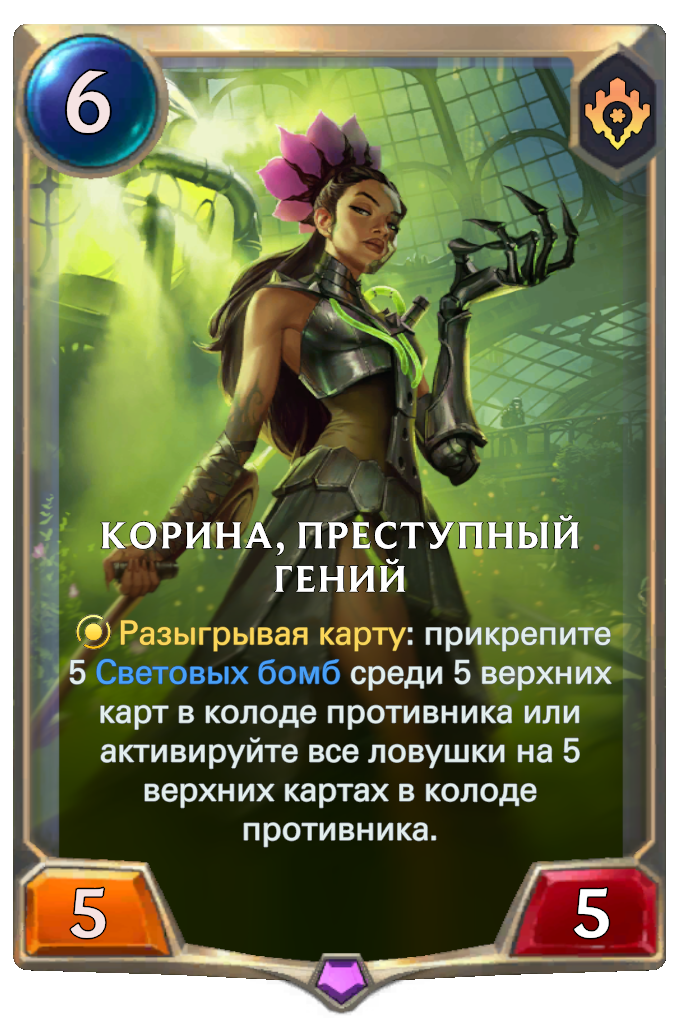 6
КОРИНА, ПРЕСТУПНЫЙ
ГЕНИЙ
Разыгрывая карту: прикрепите
5 Световых бомб среди 5 верхних
карт в колоде противника или
активируйте все ловушки на 5
верхних картах в колоде
противника.
5 5